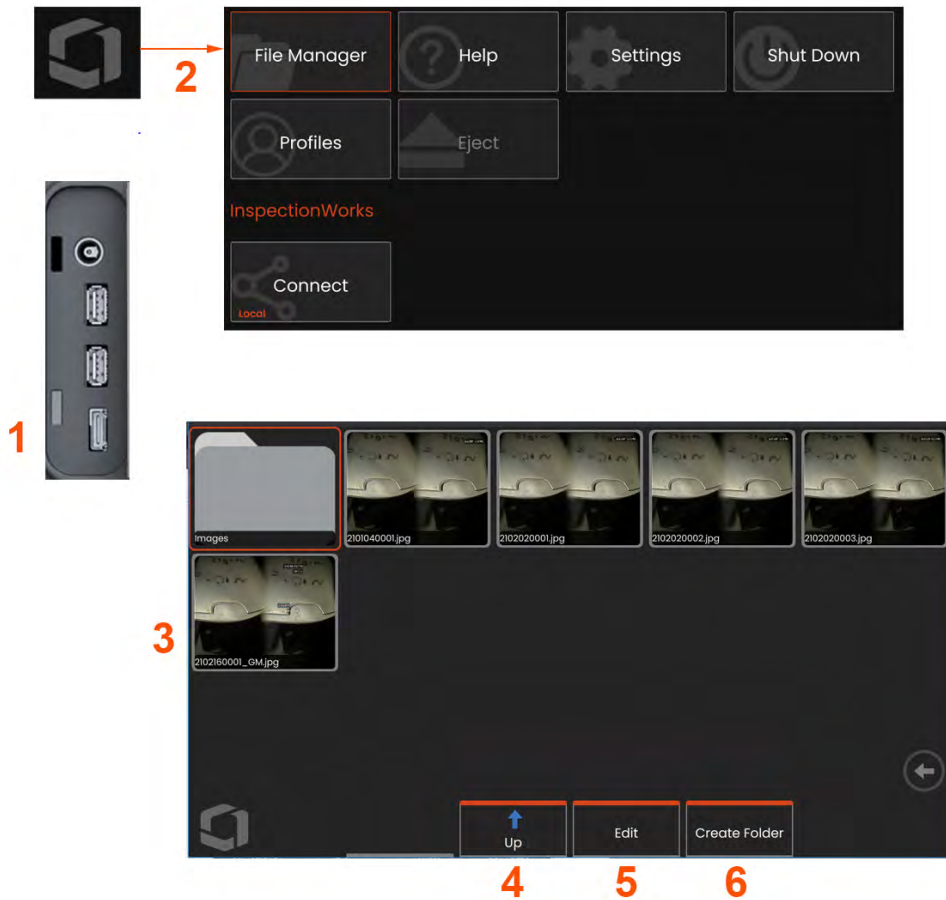 2
File Manager
Help
Settings
Shut Down
Profiles
Eject
InspectionWorks
Connect
Local
1
Images
2101040001.jpg
2102020001.jpg
2102020002.jpg
2102020003.jpg
3
2102160001_GM.jpg
Up
Edit
Create Folder
4
5
6